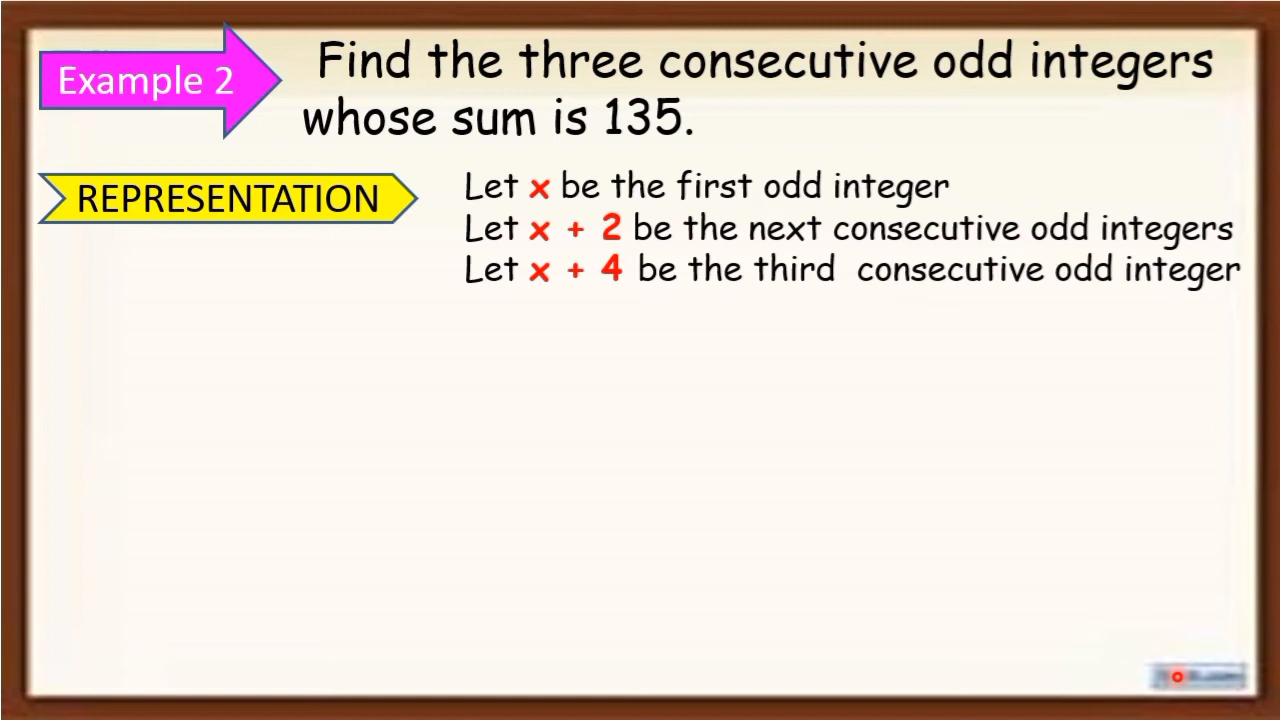 Example 2
Find the three consecutive odd integers
whose sum is 135.
REPRESENTATION
Let x be the first odd integer
Let x + 2 be the next consecutive odd integers
Let x + 4 be the third consecutive odd integer